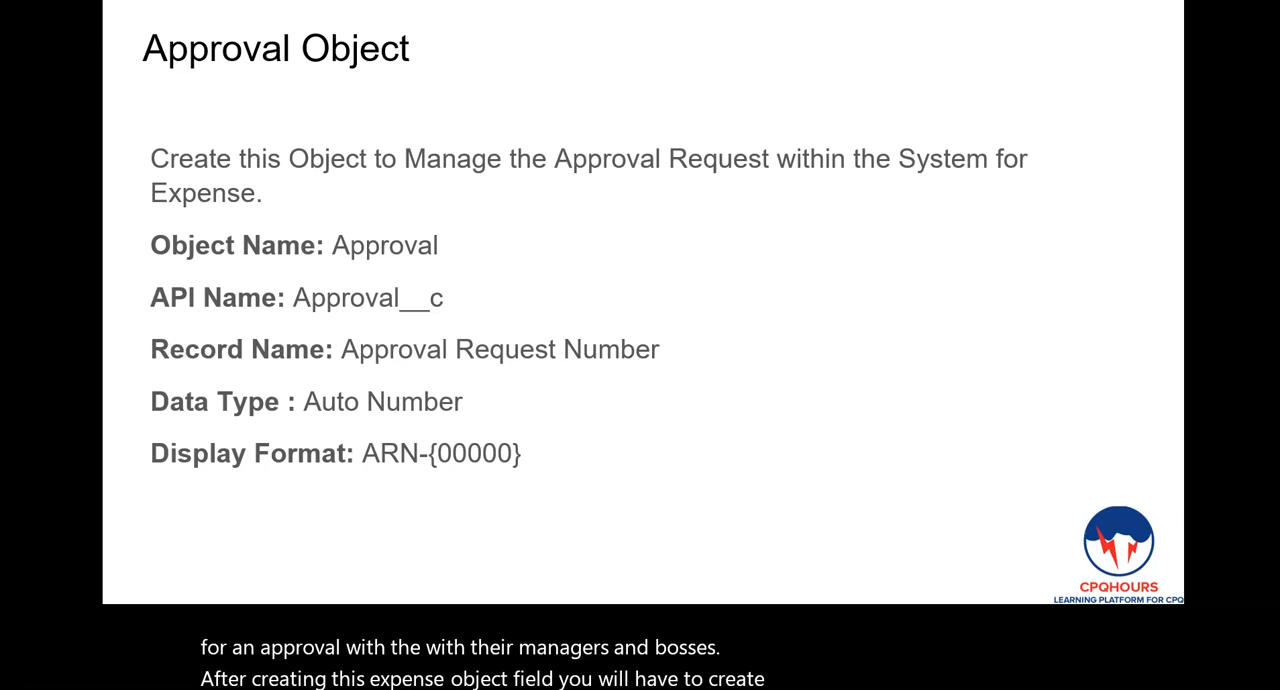 Approval Object
Create this Object to Manage the Approval Request within the System for
Expense.
Object Name: Approval
API Name: Approval__c
Record Name: Approval Request Number
Data Type : Auto Number
Display Format: ARN-{00000}
CPQHOURS
LEARNING PLATFORM FOR CPQ
for an approval with the with their managers and bosses.
After creating this expense object field you will have to create